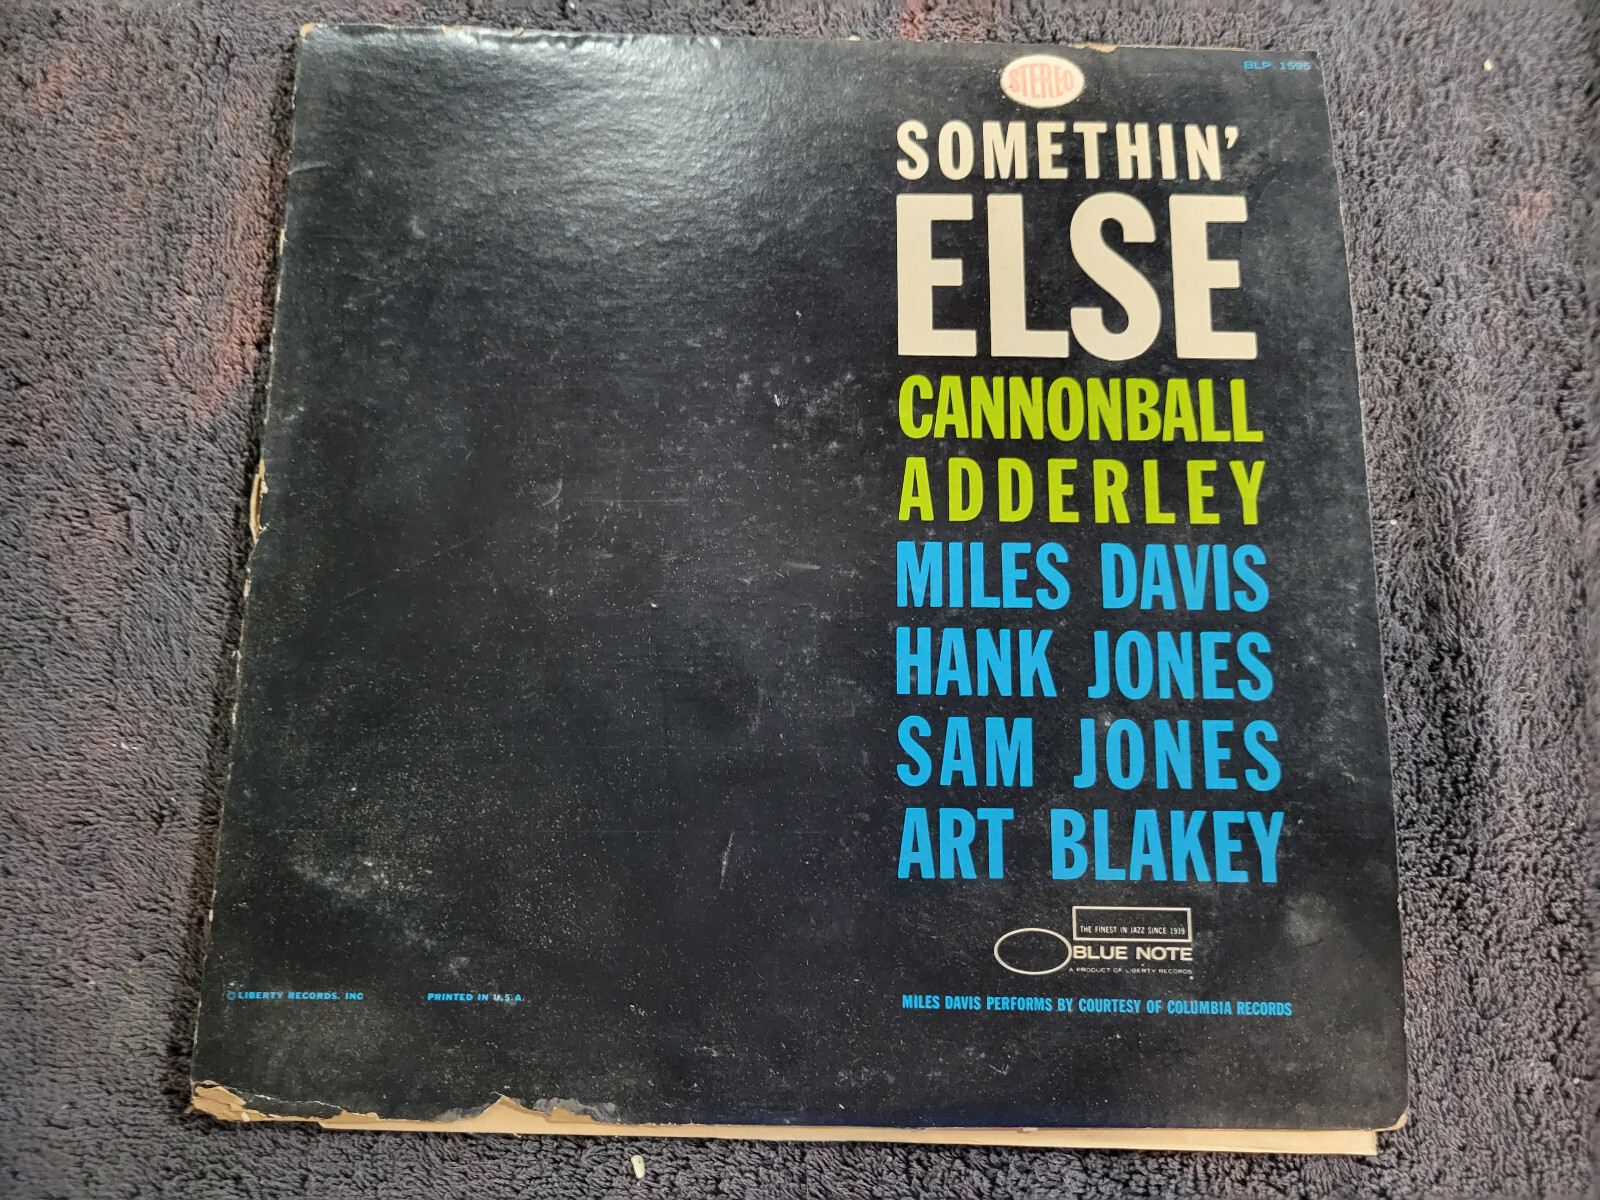 STEREO
BLP 1595
SOMETHIN'
ELSE
CANNONBALL
ADDERLEY
MILES DAVIS
HANK JONES
SAM JONES
ART BLAKEY
THE FINEST IN JAZZ SINCE 1939
BLUE NOTE
A PRODUCT OF LIBERTY RECORDS
© LIBERTY RECORDS, INC
PRINTED IN U.S.A.
MILES DAVIS PERFORMS BY COURTESY OF COLUMBIA RECORDS